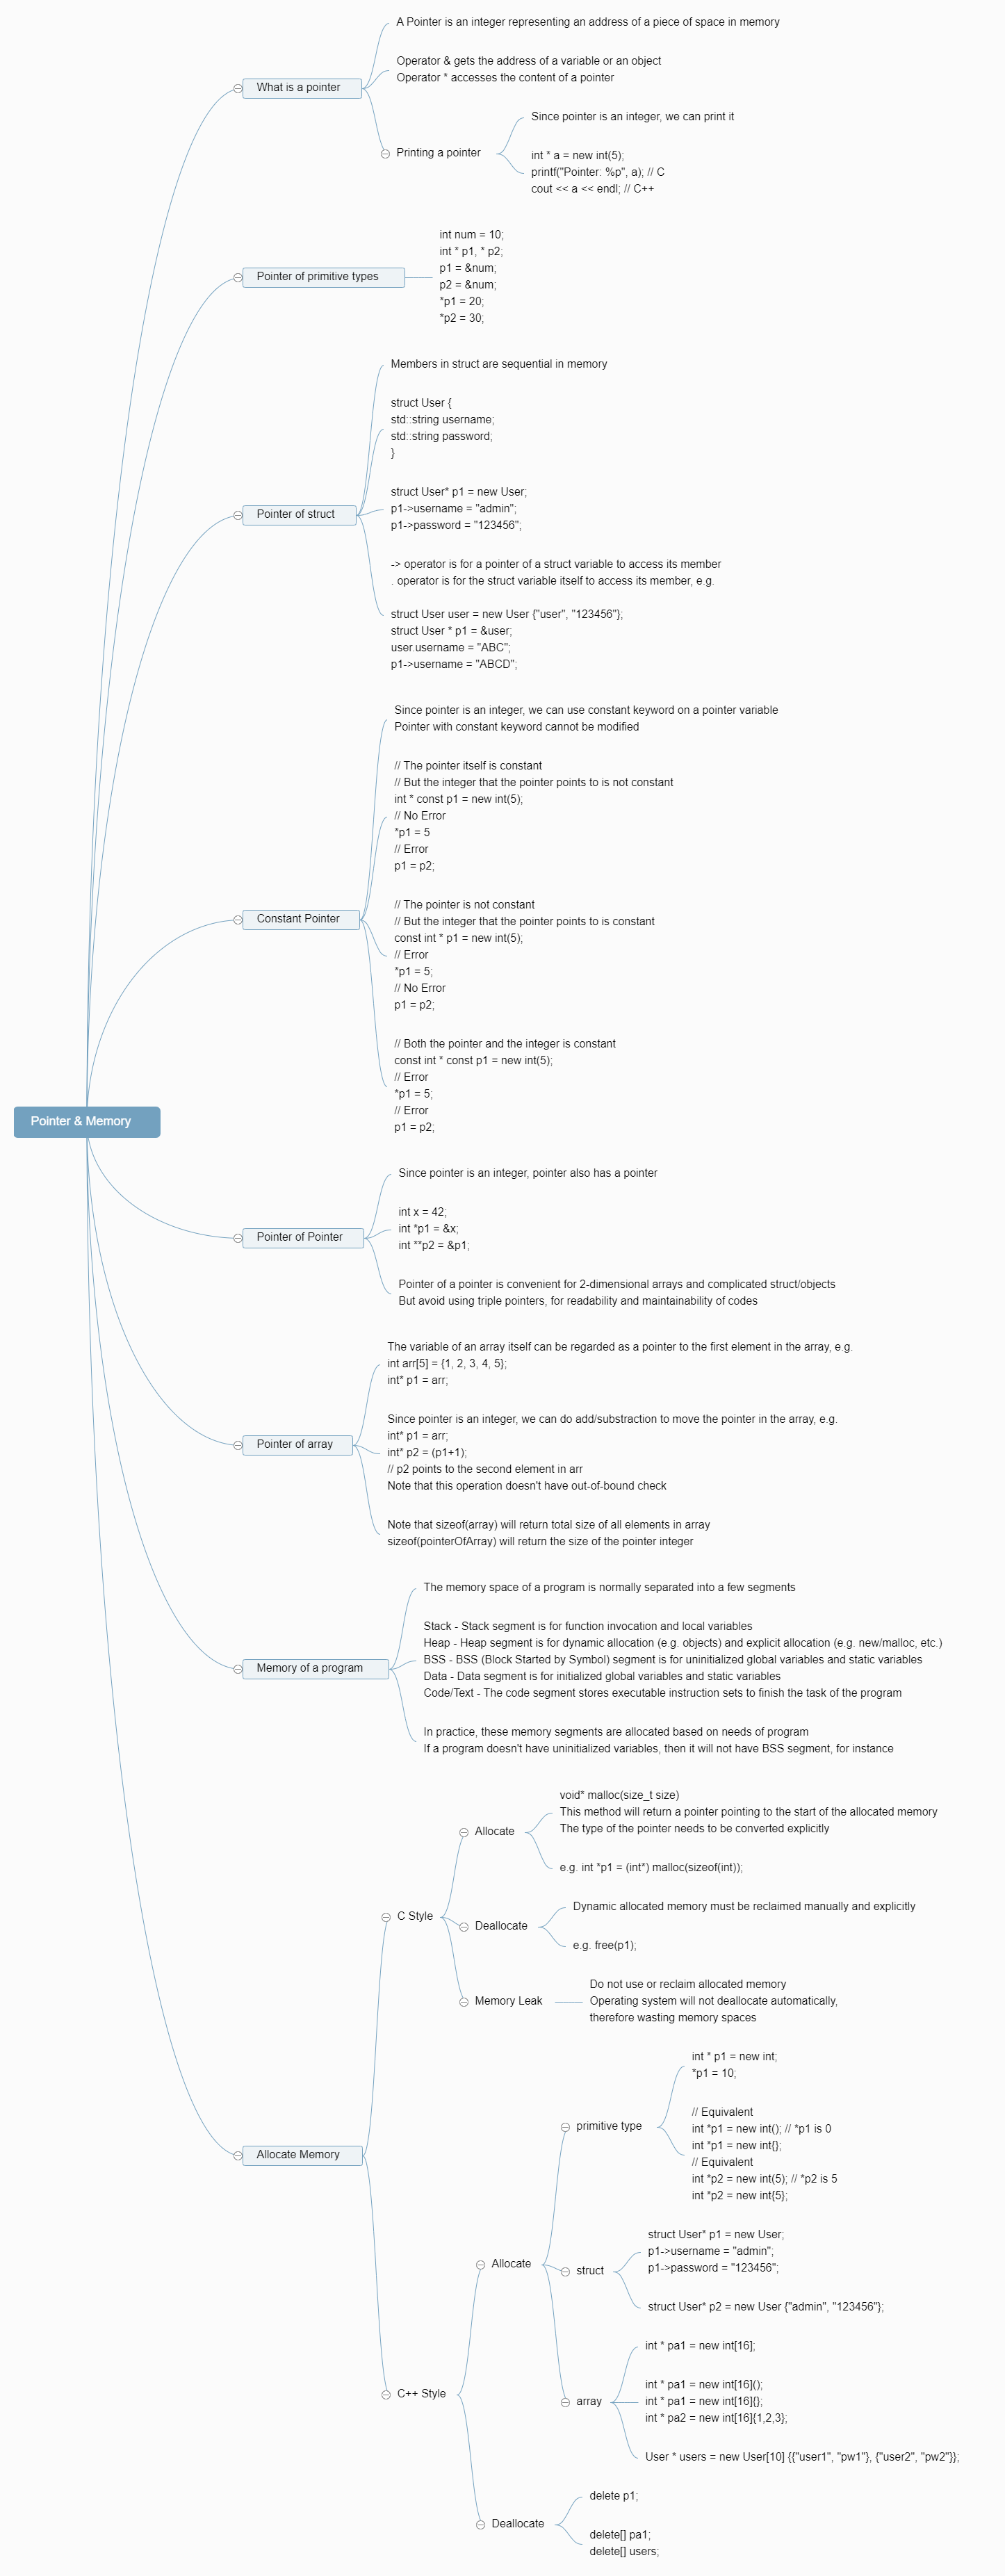 A Pointer is an integer representing an address of a piece of space in memory
Operator & gets the address of a variable or an object
Operator * accesses the content of a pointer
What is a pointer
Since pointer is an integer, we can print it
Printing a pointer
int * a = new int(5);
printf("Pointer: %p", a); // C
cout << a << endl; // C++
int num = 10;
int * p1, * p2;
p1 = &num;
p2 = &num;
*p1 = 20;
*p2 = 30;
Pointer of primitive types
Members in struct are sequential in memory
struct User {
std::string username;
std::string password;
}
struct User* p1 = new User;
p1->username = "admin";
p1->password = "123456";
Pointer of struct
-> operator is for a pointer of a struct variable to access its member
. operator is for the struct variable itself to access its member, e.g.
struct User user = new User {"user", "123456"};
struct User * p1 = &user;
user.username = "ABC";
p1->username = "ABCD";
Since pointer is an integer, we can use constant keyword on a pointer variable
Pointer with constant keyword cannot be modified
// The pointer itself is constant
// But the integer that the pointer points to is not constant
int * const p1 = new int(5);
// No Error
*p1 = 5
// Error
p1 = p2;
Constant Pointer
// The pointer is not constant
// But the integer that the pointer points to is constant
const int * p1 = new int(5);
// Error
*p1 = 5;
// No Error
p1 = p2;
// Both the pointer and the integer is constant
const int * const p1 = new int(5);
// Error
*p1 = 5;
// Error
p1 = p2;
Pointer & Memory
Since pointer is an integer, pointer also has a pointer
int x = 42;
int *p1 = &x;
int **p2 = &p1;
Pointer of Pointer
Pointer of a pointer is convenient for 2-dimensional arrays and complicated struct/objects
But avoid using triple pointers, for readability and maintainability of codes
The variable of an array itself can be regarded as a pointer to the first element in the array, e.g.
int arr[5] = {1, 2, 3, 4, 5};
int* p1 = arr;
Pointer of array
Since pointer is an integer, we can do add/substraction to move the pointer in the array, e.g.
int* p1 = arr;
int* p2 = (p1+1);
// p2 points to the second element in arr
Note that this operation doesn't have out-of-bound check
Note that sizeof(array) will return total size of all elements in array
sizeof(pointerOfArray) will return the size of the pointer integer
The memory space of a program is normally separated into a few segments
Stack - Stack segment is for function invocation and local variables
Heap - Heap segment is for dynamic allocation (e.g. objects) and explicit allocation (e.g. new/malloc, etc.)
BSS - BSS (Block Started by Symbol) segment is for uninitialized global variables and static variables
Data - Data segment is for initialized global variables and static variables
Code/Text - The code segment stores executable instruction sets to finish the task of the program
Memory of a program
In practice, these memory segments are allocated based on needs of program
If a program doesn't have uninitialized variables, then it will not have BSS segment, for instance
void* malloc(size_t size)
This method will return a pointer pointing to the start of the allocated memory
The type of the pointer needs to be converted explicitly
Allocate
e.g. int *p1 = (int*) malloc(sizeof(int));
C Style
Dynamic allocated memory must be reclaimed manually and explicitly
Deallocate
e.g. free(p1);
Memory Leak
Do not use or reclaim allocated memory
Operating system will not deallocate automatically,
therefore wasting memory spaces
Allocate Memory
int * p1 = new int;
*p1 = 10;
primitive type
// Equivalent
int *p1 = new int(); // *p1 is 0
int *p1 = new int{};
// Equivalent
int *p2 = new int(5); // *p2 is 5
int *p2 = new int{5};
Allocate
struct User* p1 = new User;
p1->username = "admin";
p1->password = "123456";
struct
struct User* p2 = new User {"admin", "123456"};
int * pa1 = new int[16];
C++ Style
array
int * pa1 = new int[16]();
int * pa1 = new int[16]{};
int * pa2 = new int[16]{1,2,3};
User * users = new User[10] {{"user1", "pw1"}, {"user2", "pw2"}};
delete p1;
Deallocate
delete[] pa1;
delete[] users;